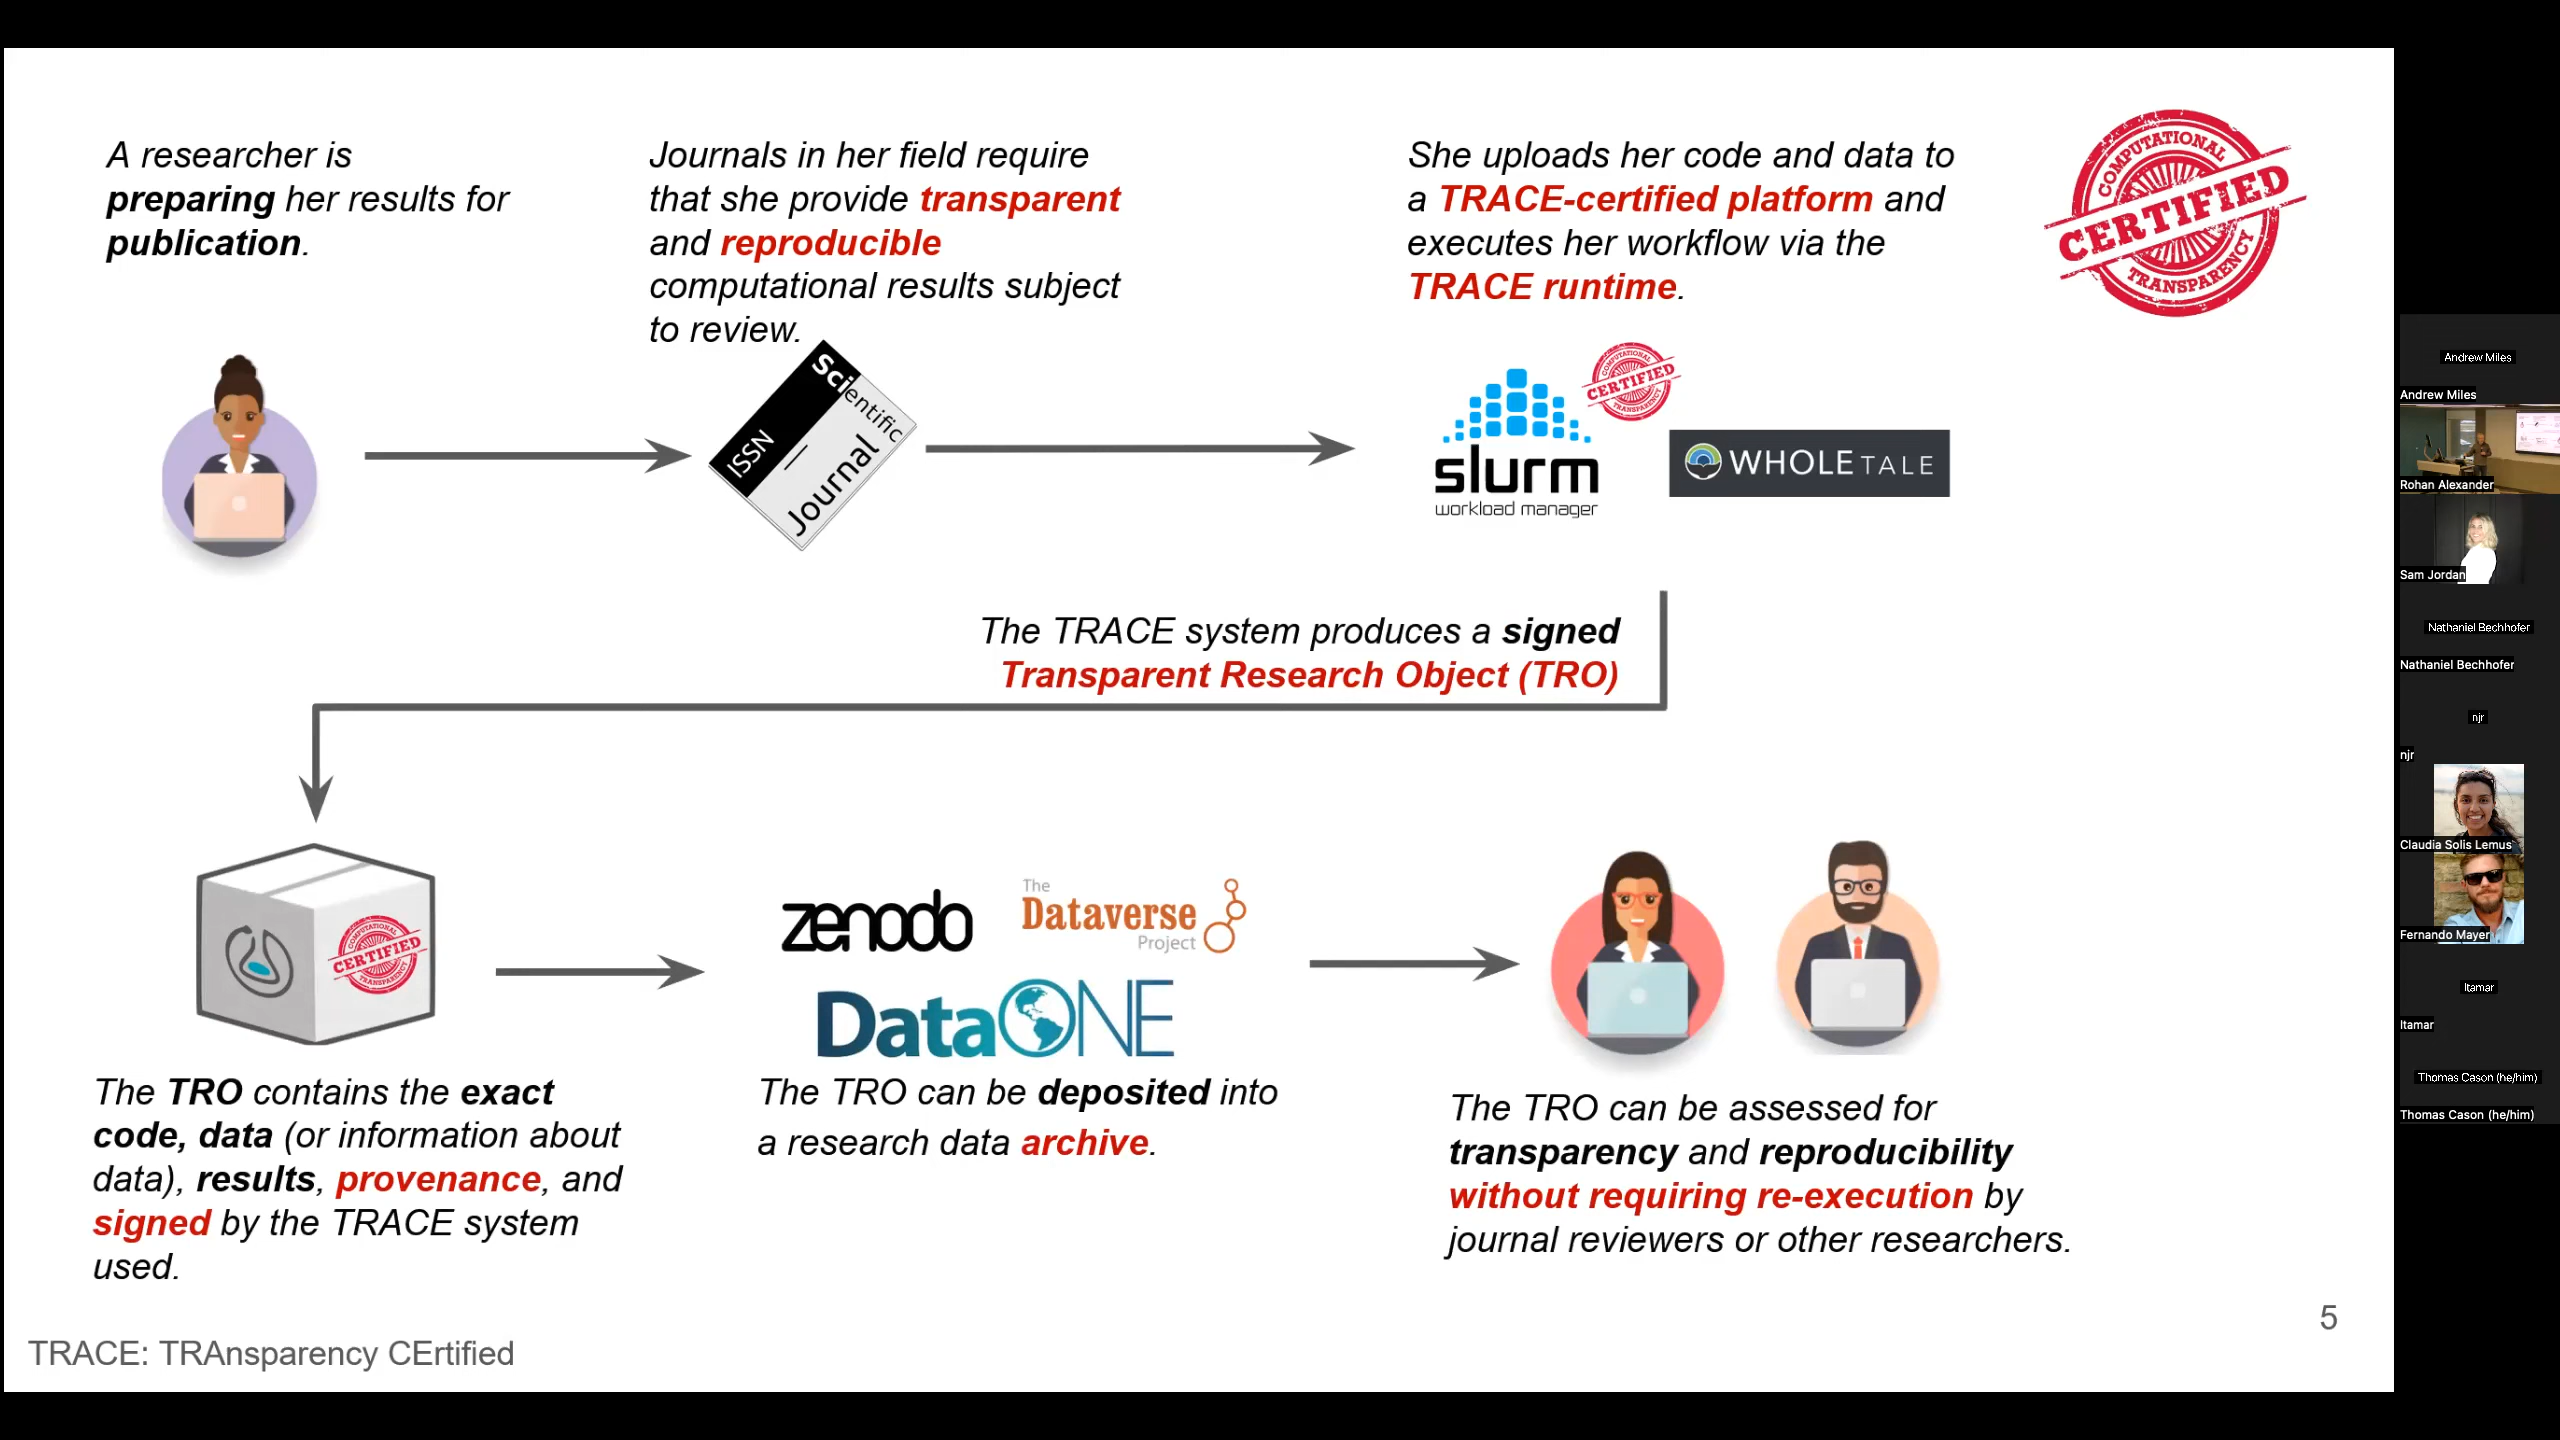 A researcher is
preparing her results for
publication.
Journals in her field require
that she provide transparent
and reproducible
computational results subject
to review.
She uploads her code and data to
a TRACE-certified platform and
executes her workflow via the
TRACE runtime.
COMPUTATIONAL
CERTIFIED
TRANSPARENCY
Scientific
Journal
ISSN
slurm
workload manager
COMPUTATIONAL
CERTIFIED
TRANSPARENCY
WHOLE TALE
The TRACE system produces a signed
Transparent Research Object (TRO)
COMPUTATIONAL
CERTIFIED
TRANSPARENCY
zenodo
The
Dataverse
Project
DataONE
The TRO contains the exact
code, data (or information about
data), results, provenance, and
signed by the TRACE system
used.
The TRO can be deposited into
a research data archive.
The TRO can be assessed for
transparency and reproducibility
without requiring re-execution by
journal reviewers or other researchers.
5
TRACE: TRAnsparency CErtified
Andrew Miles
Andrew Miles
Rohan Alexander
Sam Jordan
Nathaniel Bechhofer
Nathaniel Bechhofer
njr
njr
Claudia Solis Lemus
Fernando Mayer
Itamar
Itamar
Thomas Cason (he/him)
Thomas Cason (he/him)